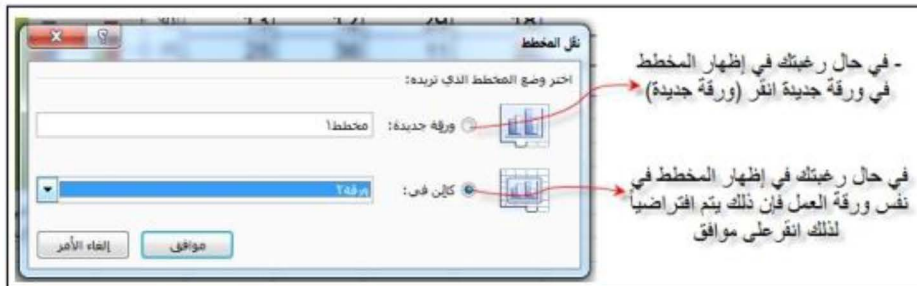 نقل المخطط
اختر وضع المخطط الذي تريده:
ورقة جديدة: مخطط١
كائن في: ورقة٢
موافق
إلغاء الأمر
- في حال رغبتك في إظهار المخطط
في ورقة جديدة انقر (ورقة جديدة)
في حال رغبتك في إظهار المخطط في
نفس ورقة العمل فإن ذلك يتم افتراضياً
لذلك انقر على موافق